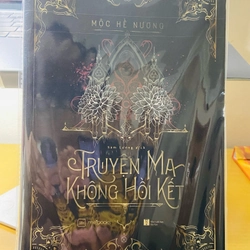 MỘC HỀ NƯƠNG
TRUYỆN MA
KHÔNG HỒI KẾT